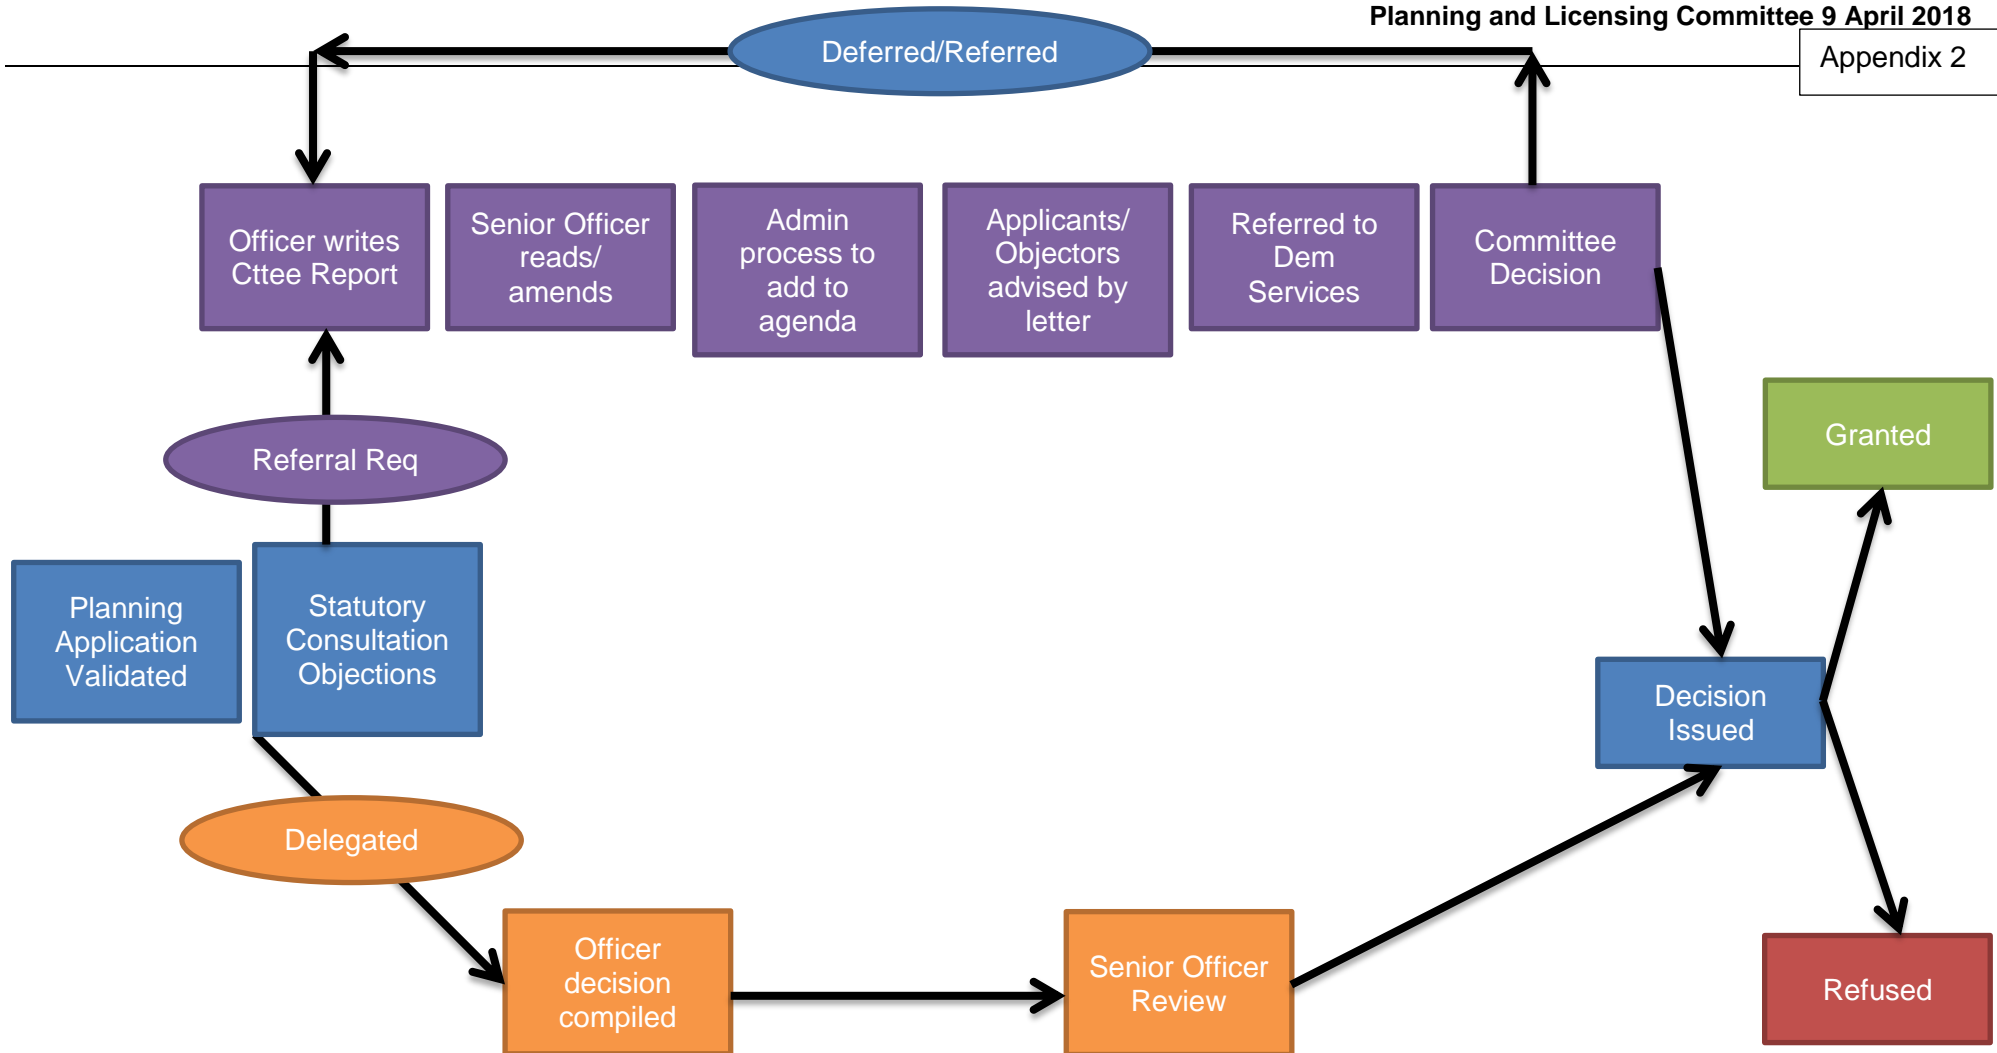 Planning and Licensing Committee 9 April 2018
Appendix 2
Deferred/Referred
Officer writes
Cttee Report
Senior Officer
reads/
amends
Admin
process to
add to
agenda
Applicants/
Objectors
advised by
letter
Referred to
Dem
Services
Committee
Decision
Granted
Referral Req
Planning
Application
Validated
Statutory
Consultation
Objections
Decision
Issued
Delegated
Officer
decision
compiled
Senior Officer
Review
Refused